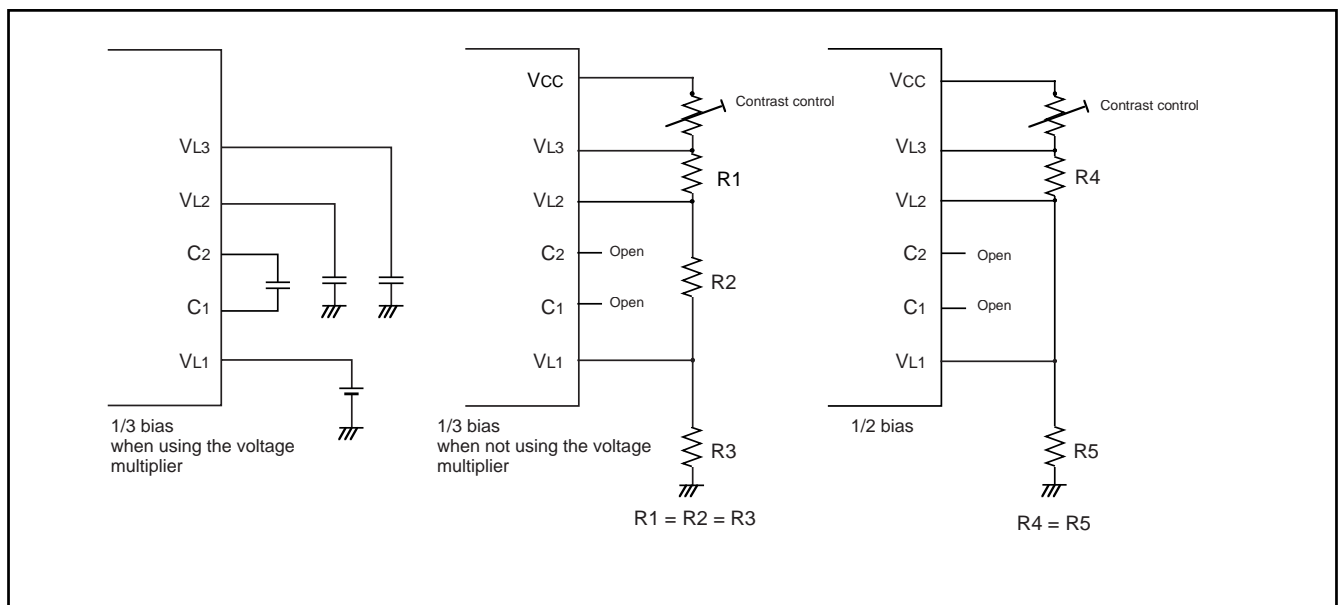 VL3
VL2
C2
C1
VL1
1/3 bias
when using the voltage
multiplier
VCC
Contrast control
VL3
R1
VL2
C2
Open
R2
C1
Open
VL1
1/3 bias
when not using the voltage
multiplier
R3
R1 = R2 = R3
VCC
Contrast control
VL3
R4
VL2
C2
Open
C1
Open
VL1
1/2 bias
R5
R4 = R5